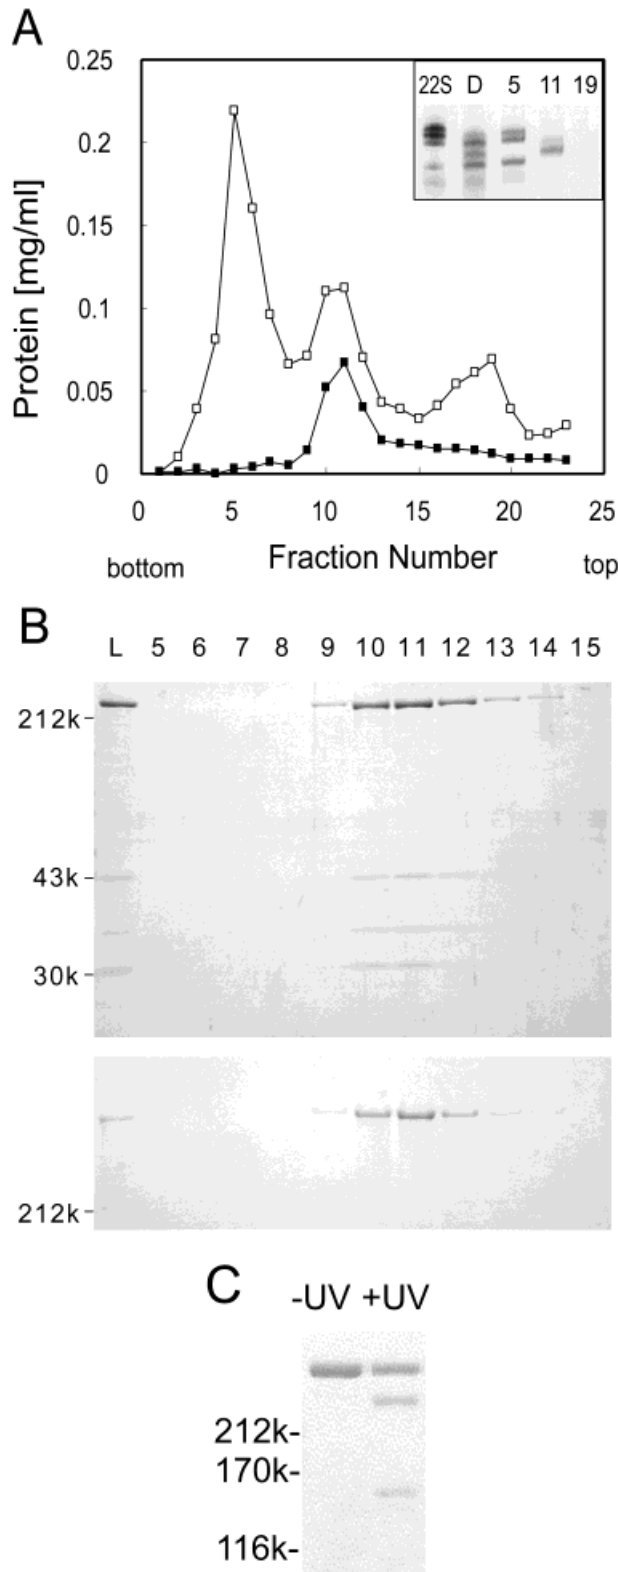 A
0.25
0.2
0.15
0.1
0.05
0
Protein [mg/ml]
22S D 5 11 19
0 5 10 15 20 25
bottom Fraction Number top
B
L 5 6 7 8 9 10 11 12 13 14 15
212k
43k
30k
212k
C
-UV +UV
212k-
170k-
116k-